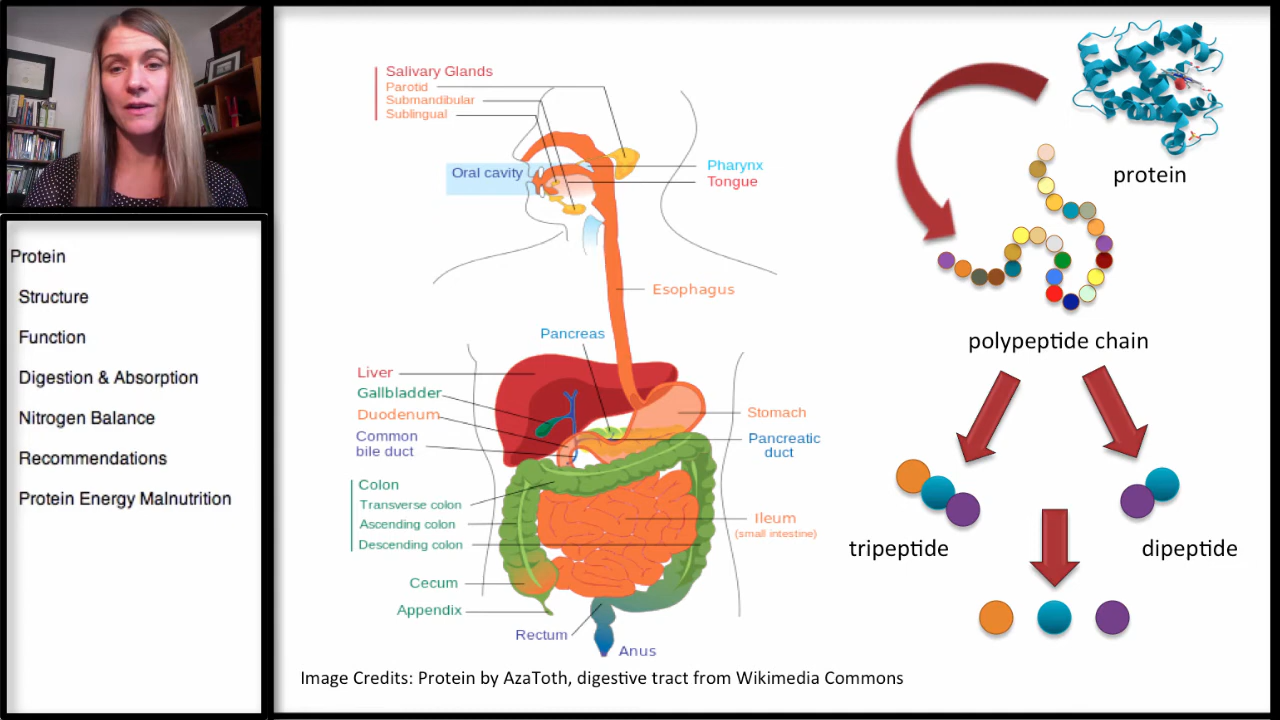 Protein
Structure
Function
Digestion & Absorption
Nitrogen Balance
Recommendations
Protein Energy Malnutrition
Salivary Glands
Parotid
Submandibular
Sublingual
Oral cavity
Pharynx
Tongue
Esophagus
Pancreas
Liver
Gallbladder
Duodenum
Common
bile duct
Stomach
Pancreatic
duct
Colon
Transverse colon
Ascending colon
Descending colon
Ileum
(small intestine)
Cecum
Appendix
Rectum
Anus
protein
polypeptide chain
tripeptide
dipeptide
Image Credits: Protein by AzaToth, digestive tract from Wikimedia Commons